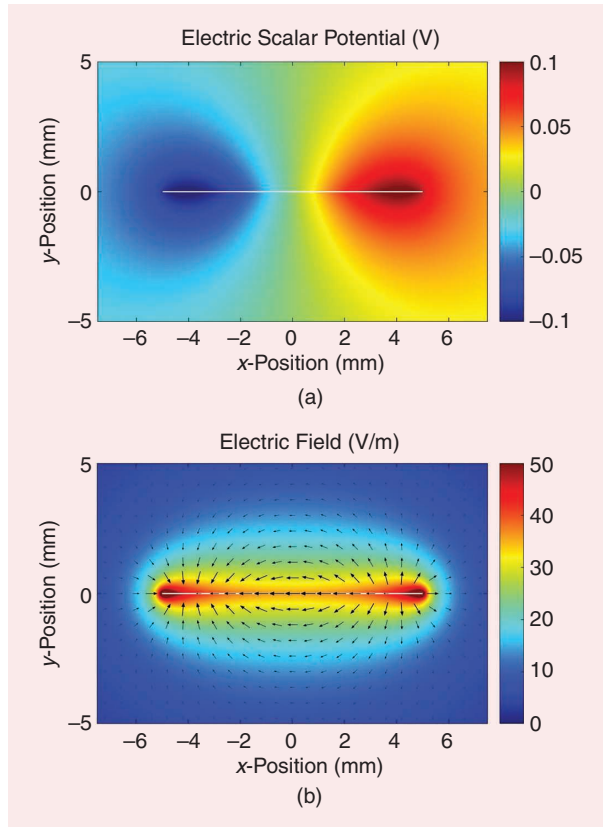 Electric Scalar Potential (V)
5
0
−5
y-Position (mm)
−6 −4 −2 0 2 4 6
x-Position (mm)
0.1
0.05
0
−0.05
−0.1
(a)
Electric Field (V/m)
5
0
−5
y-Position (mm)
−6 −4 −2 0 2 4 6
x-Position (mm)
50
40
30
20
10
0
(b)